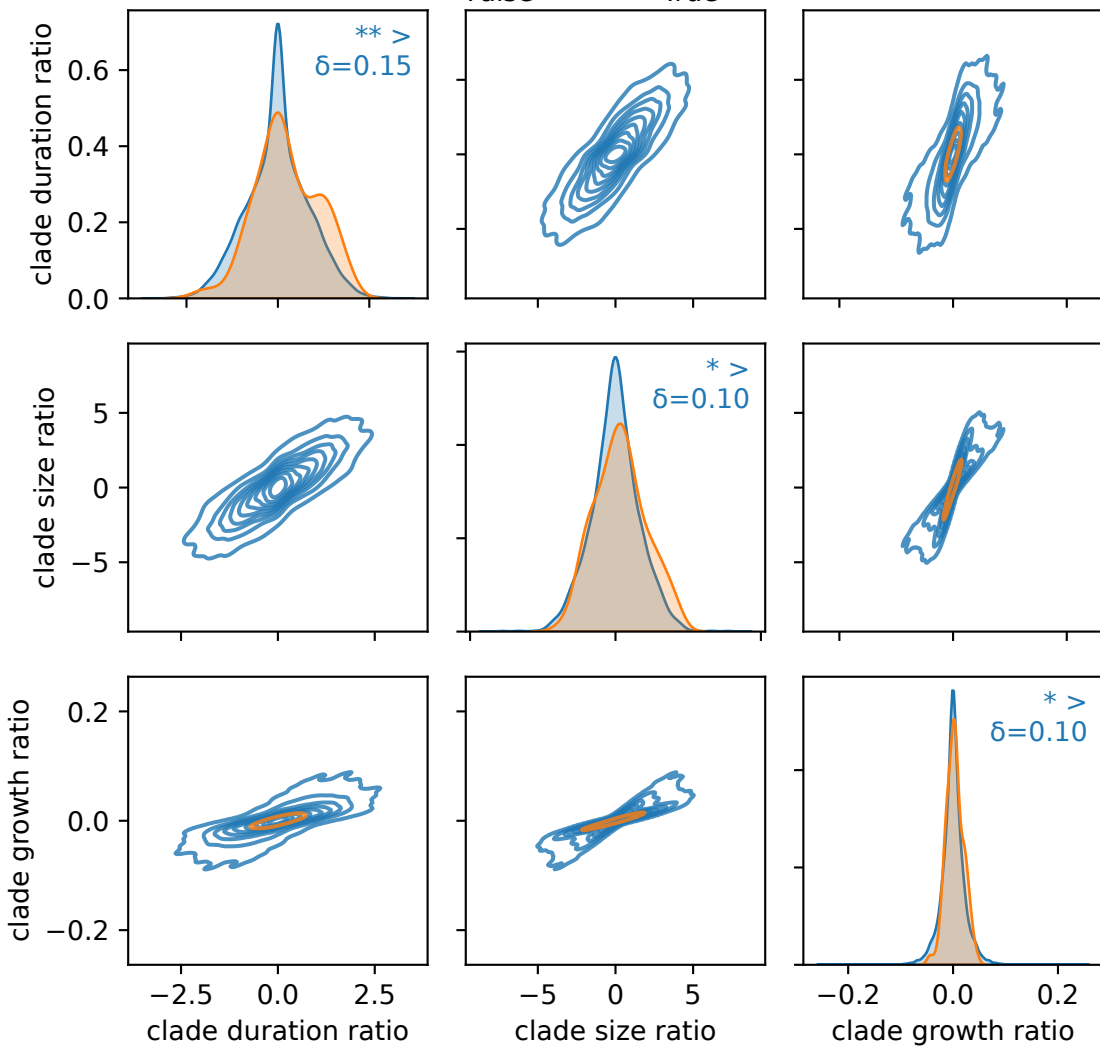 clade duration ratio
0.6
0.4
0.2
0.0
** >
δ=0.15
clade size ratio
5
0
−5
* >
δ=0.10
clade growth ratio
0.2
0.0
−0.2
* >
δ=0.10
−2.5 0.0 2.5
−5 0 5
−0.2 0.0 0.2
clade duration ratio
clade size ratio
clade growth ratio